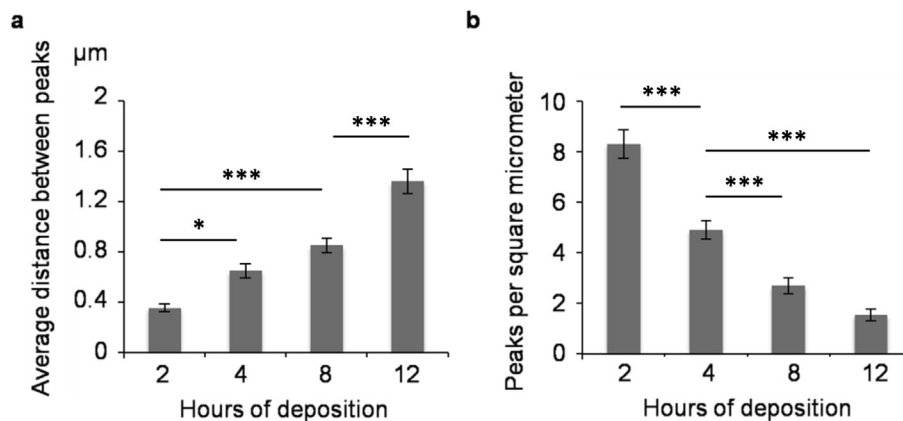 a
µm
Average distance between peaks
2
1.6
1.2
0.8
0.4
0
***
***
*
2 4 8 12
Hours of deposition
b
Peaks per square micrometer
10
8
6
4
2
0
***
***
***
2 4 8 12
Hours of deposition